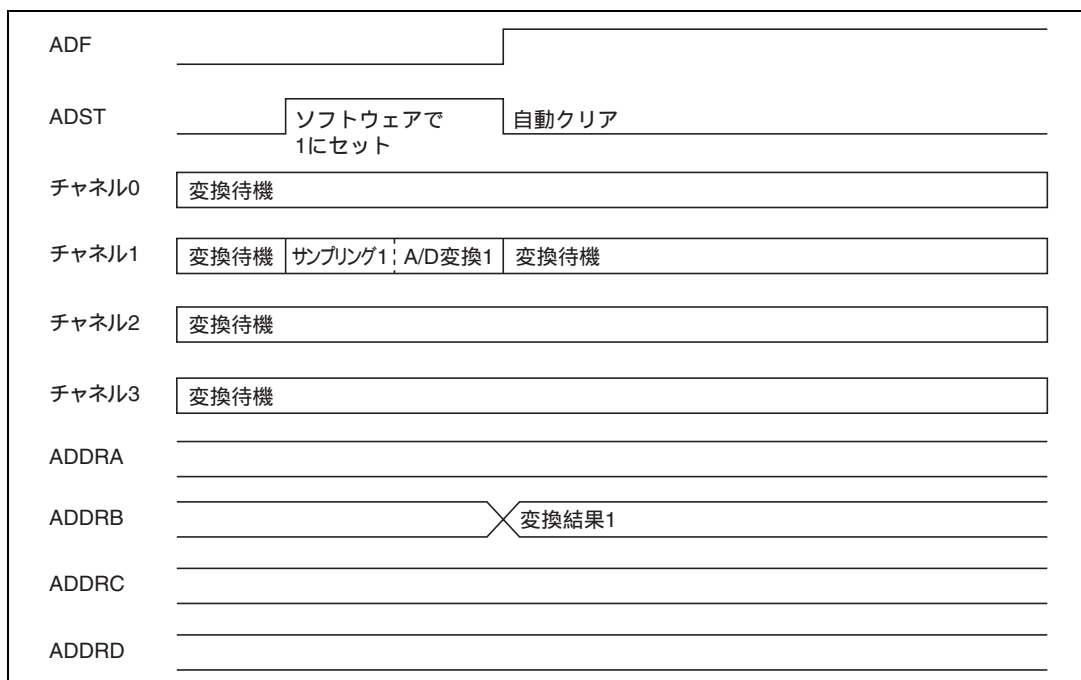 ADF
ADST ソフトウェアで 自動クリア
1にセット
チャネル0 変換待機
チャネル1 変換待機 サンプリング1 A/D変換1 変換待機
チャネル2 変換待機
チャネル3 変換待機
ADDRA
ADDRB 変換結果1
ADDRC
ADDRD